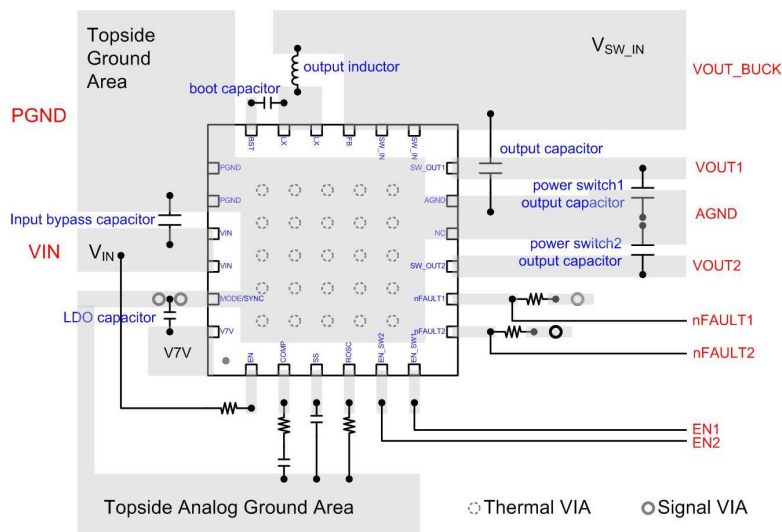 Topside
Ground
Area
PGND
VIN
VIN
Input bypass capacitor
boot capacitor
output inductor
VSW_IN
VOUT_BUCK
output capacitor
VOUT1
power switch1
output capacitor
AGND
power switch2
output capacitor
VOUT2
BST
LX
LX
FB
SW_IN
SW_IN
PGND
PGND
VIN
VIN
MODE/SYNC
V7V
SW_OUT1
AGND
NC
SW_OUT2
nFAULT1
nFAULT2
EN
COMP
SS
ROSC
EN_SW2
EN_SW1
LDO capacitor
V7V
nFAULT1
nFAULT2
EN1
EN2
Topside Analog Ground Area
Thermal VIA
Signal VIA